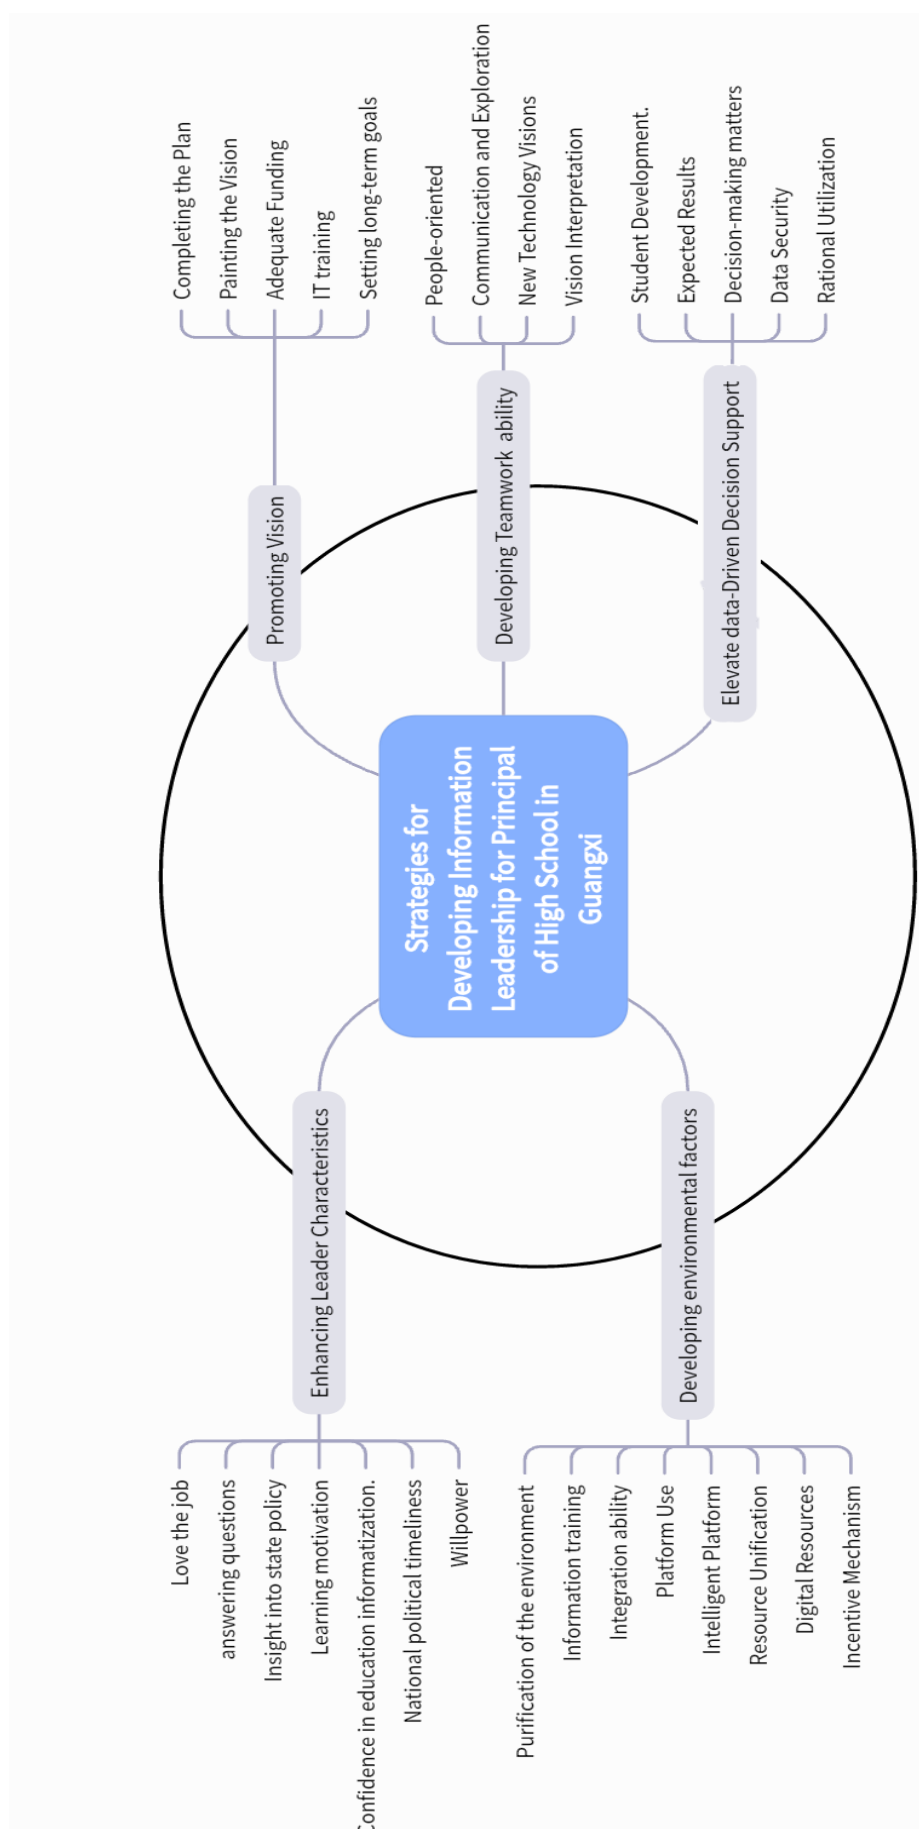 Strategies for
Developing Information
Leadership for Principal
of High School in
Guangxi
Enhancing Leader Characteristics
Love the job
answering questions
Insight into state policy
Learning motivation
Confidence in education informatization.
National political timeliness
Willpower
Developing environmental factors
Purification of the environment
Information training
Integration ability
Platform Use
Intelligent Platform
Resource Unification
Digital Resources
Incentive Mechanism
Promoting Vision
Completing the Plan
Painting the Vision
Adequate Funding
IT training
Setting long-term goals
Developing Teamwork ability
People-oriented
Communication and Exploration
New Technology Visions
Vision Interpretation
Elevate data-Driven Decision Support
Student Development.
Expected Results
Decision-making matters
Data Security
Rational Utilization